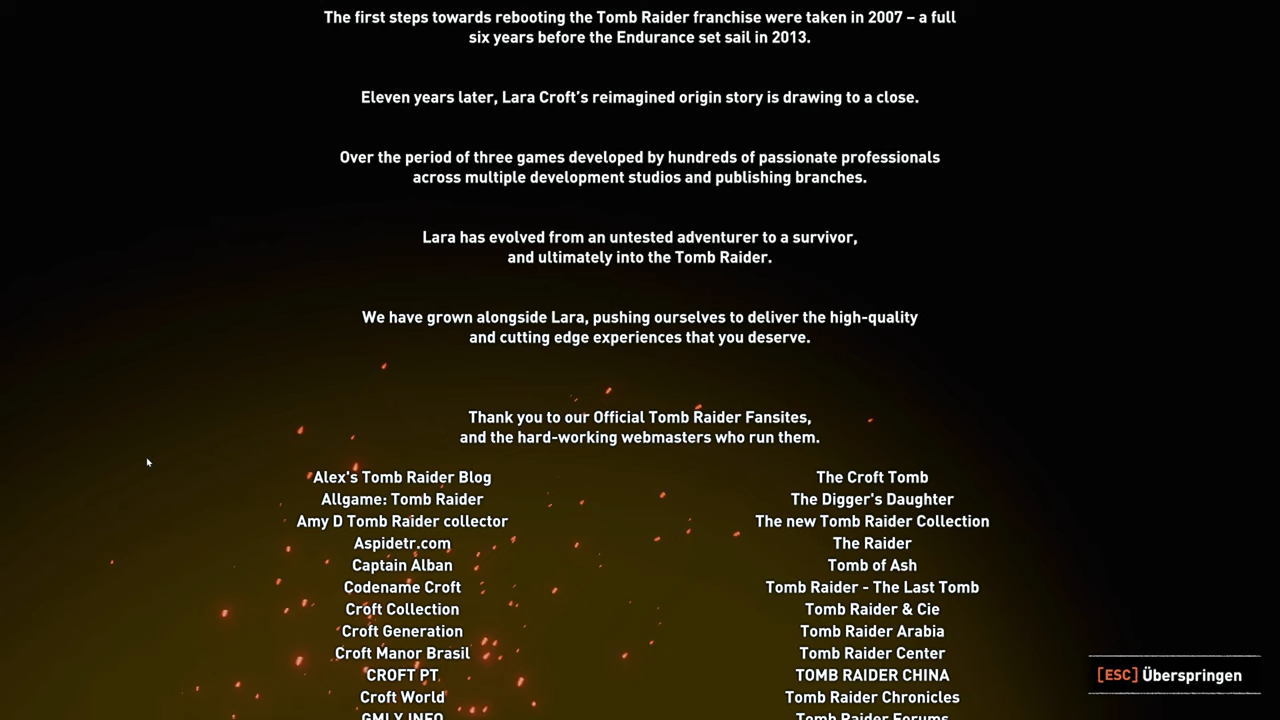 The first steps towards rebooting the Tomb Raider franchise were taken in 2007 – a full
six years before the Endurance set sail in 2013.
Eleven years later, Lara Croft's reimagined origin story is drawing to a close.
Over the period of three games developed by hundreds of passionate professionals
across multiple development studios and publishing branches.
Lara has evolved from an untested adventurer to a survivor,
and ultimately into the Tomb Raider.
We have grown alongside Lara, pushing ourselves to deliver the high-quality
and cutting edge experiences that you deserve.
Thank you to our Official Tomb Raider Fansites,
and the hard-working webmasters who run them.
Alex's Tomb Raider Blog
Allgame: Tomb Raider
Amy D Tomb Raider collector
Aspidetr.com
Captain Alban
Codename Croft
Croft Collection
Croft Generation
Croft Manor Brasil
CROFT PT
Croft World
GMLY INFO
The Croft Tomb
The Digger's Daughter
The new Tomb Raider Collection
The Raider
Tomb of Ash
Tomb Raider - The Last Tomb
Tomb Raider & Cie
Tomb Raider Arabia
Tomb Raider Center
TOMB RAIDER CHINA
Tomb Raider Chronicles
Tomb Raider Forums
[ESC] Überspringen